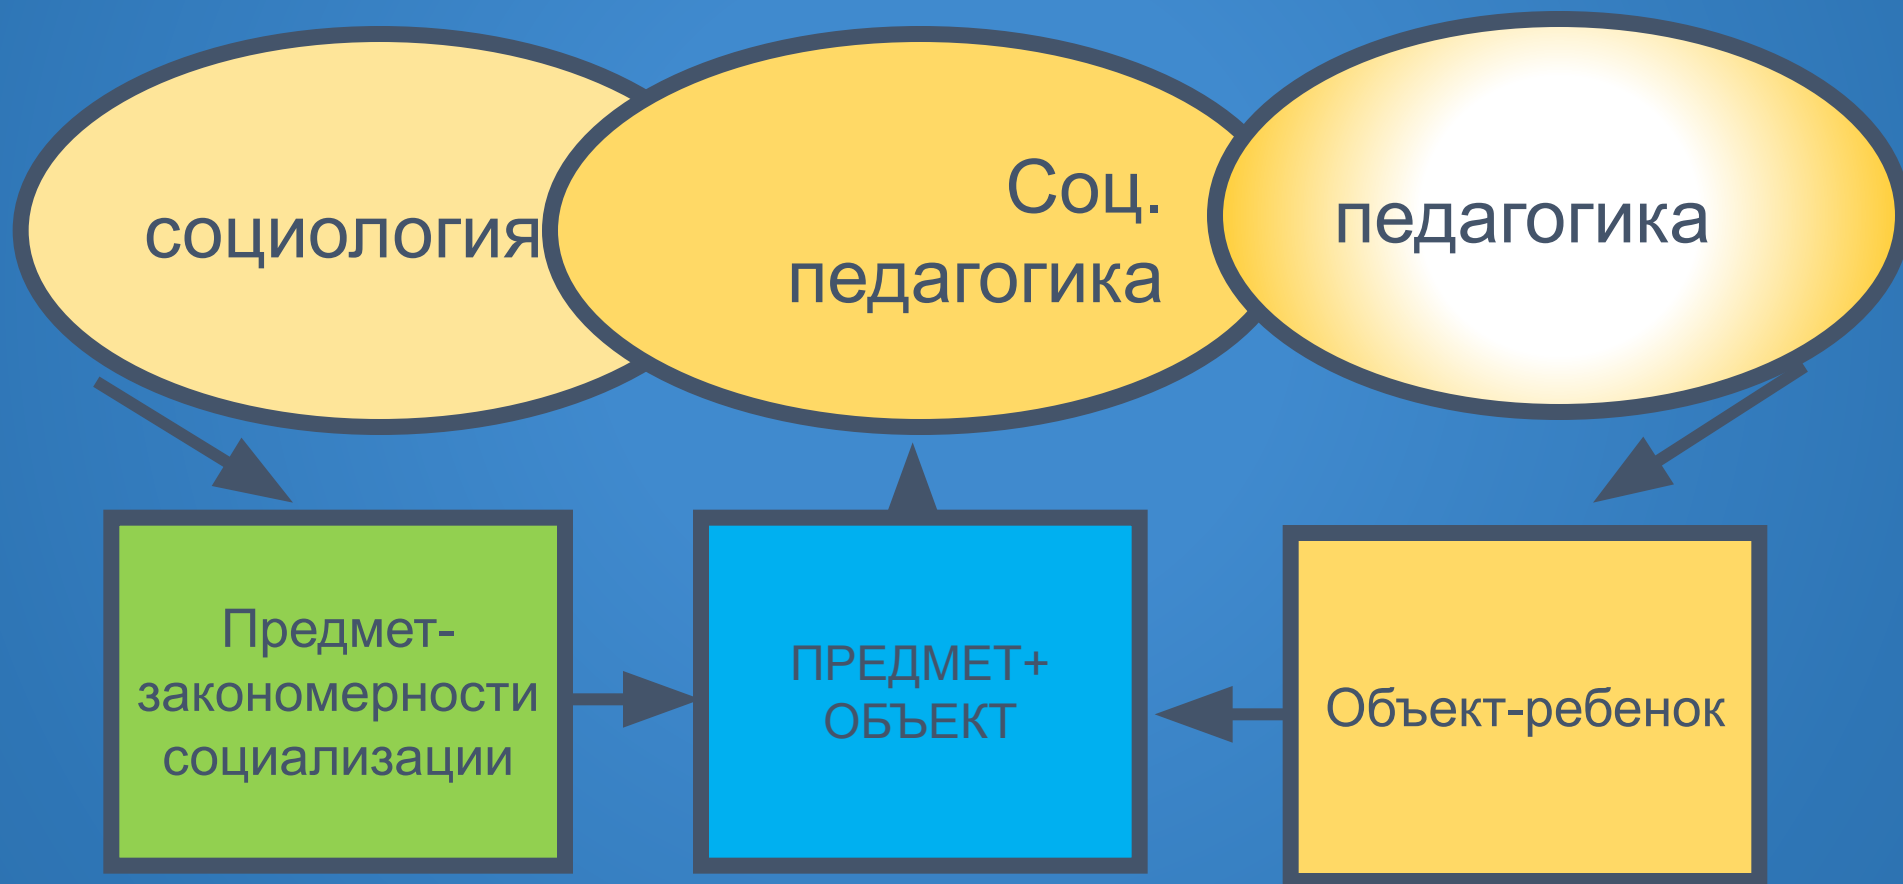 социология
Соц.
педагогика
педагогика
Предмет-
закономерности
социализации
ПРЕДМЕТ+
ОБЪЕКТ
Объект-ребенок